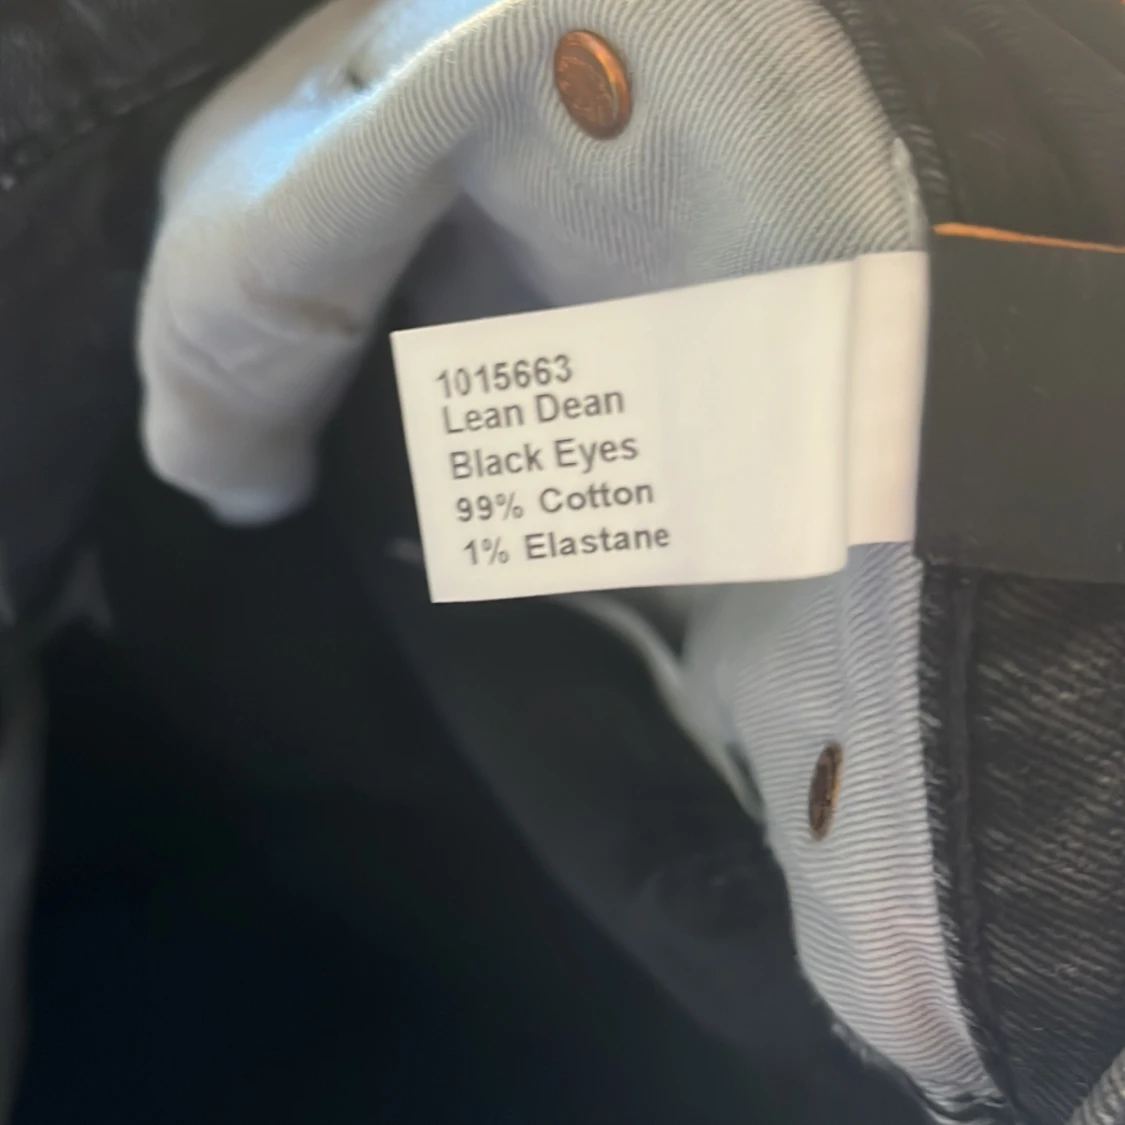 1015663
Lean Dean
Black Eyes
99% Cotton
1% Elastane